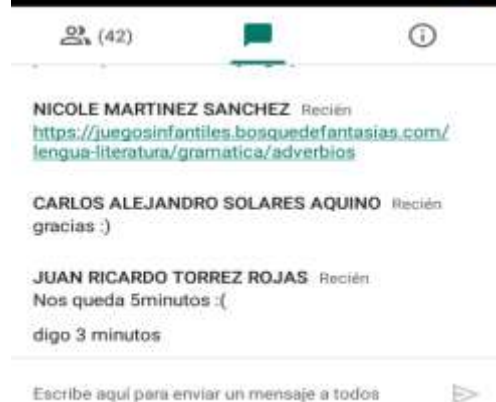 (42)
NICOLE MARTINEZ SANCHEZ Recién
https://juegosinfantiles.bosquedefantasias.com/
lengua-literatura/gramatica/adverbios
CARLOS ALEJANDRO SOLARES AQUINO Recién
gracias :)
JUAN RICARDO TORREZ ROJAS Recién
Nos queda 5minutos :(
digo 3 minutos
Escribe aquí para enviar un mensaje a todos